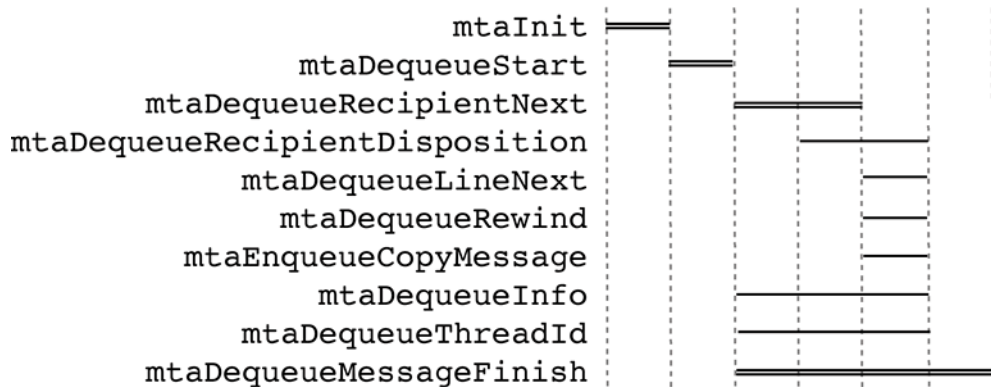 mtaInit
mtaDequeueStart
mtaDequeueRecipientNext
mtaDequeueRecipientDisposition
mtaDequeueLineNext
mtaDequeueRewind
mtaEnqueueCopyMessage
mtaDequeueInfo
mtaDequeueThreadId
mtaDequeueMessageFinish